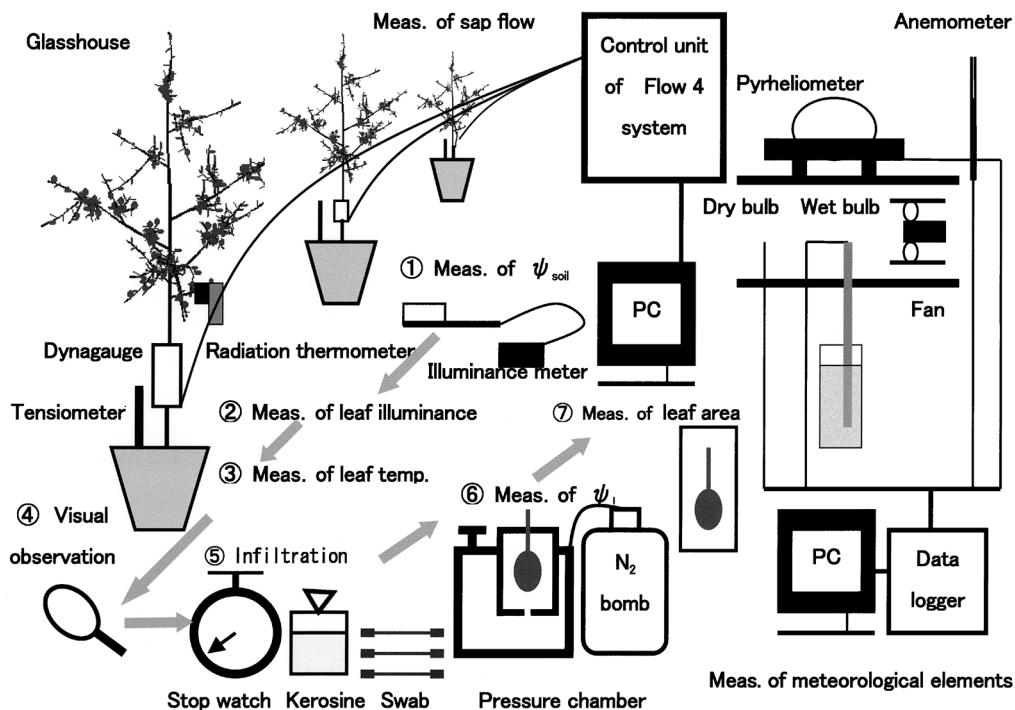 Glasshouse
Meas. of sap flow
Control unit
of Flow 4
system
Anemometer
Pyrheliometer
Dry bulb Wet bulb
Fan
① Meas. of ψsoil
PC
Dynagauge
Radiation thermometer
Illuminance meter
Tensiometer
② Meas. of leaf illuminance
⑦ Meas. of leaf area
③ Meas. of leaf temp.
④ Visual
observation
⑤ Infiltration
⑥ Meas. of ψl
N2
bomb
PC
Data
logger
Stop watch
Kerosine
Swab
Pressure chamber
Meas. of meteorological elements